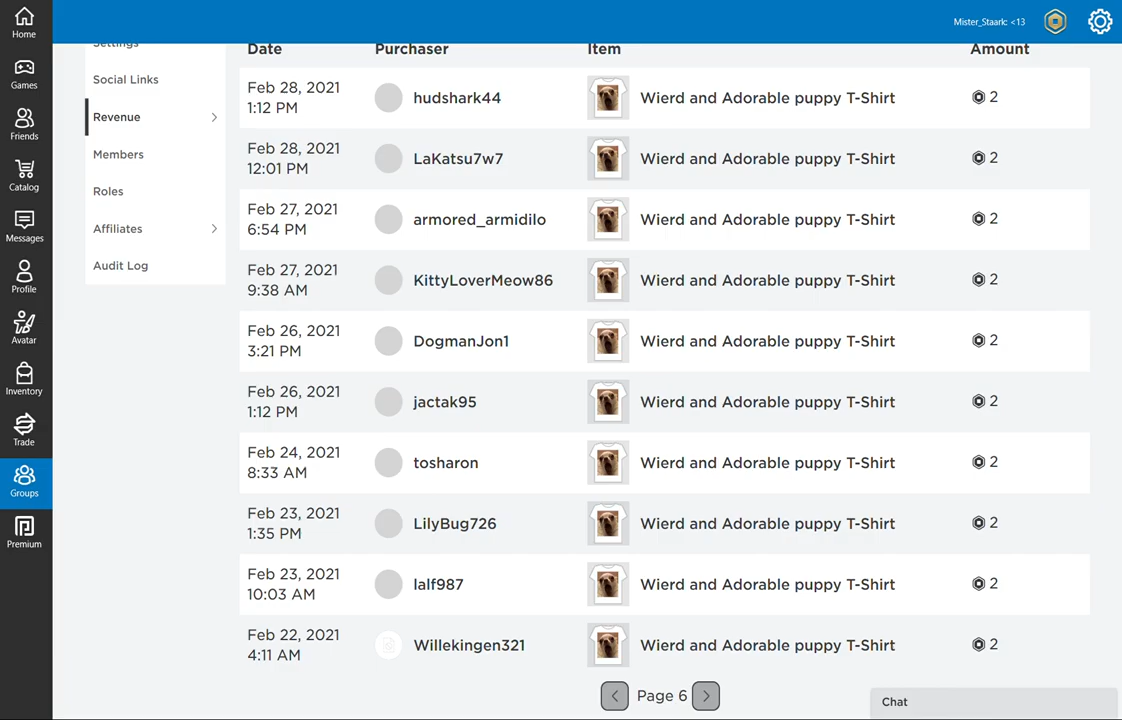 Mister_Staarlc <13
Home
Games
Friends
Catalog
Messages
Profile
Avatar
Inventory
Trade
Groups
Premium
Settings
Social Links
Revenue
Members
Roles
Affiliates
Audit Log
Date Purchaser Item Amount
Feb 28, 2021
1:12 PM
hudshark44 Wierd and Adorable puppy T-Shirt 2
Feb 28, 2021
12:01 PM
LaKatsu7w7 Wierd and Adorable puppy T-Shirt 2
Feb 27, 2021
6:54 PM
armored_armidilo Wierd and Adorable puppy T-Shirt 2
Feb 27, 2021
9:38 AM
KittyLoverMeow86 Wierd and Adorable puppy T-Shirt 2
Feb 26, 2021
3:21 PM
DogmanJon1 Wierd and Adorable puppy T-Shirt 2
Feb 26, 2021
1:12 PM
jactak95 Wierd and Adorable puppy T-Shirt 2
Feb 24, 2021
8:33 AM
tosharon Wierd and Adorable puppy T-Shirt 2
Feb 23, 2021
1:35 PM
LilyBug726 Wierd and Adorable puppy T-Shirt 2
Feb 23, 2021
10:03 AM
lalf987 Wierd and Adorable puppy T-Shirt 2
Feb 22, 2021
4:11 AM
Willekingen321 Wierd and Adorable puppy T-Shirt 2
Page 6
Chat